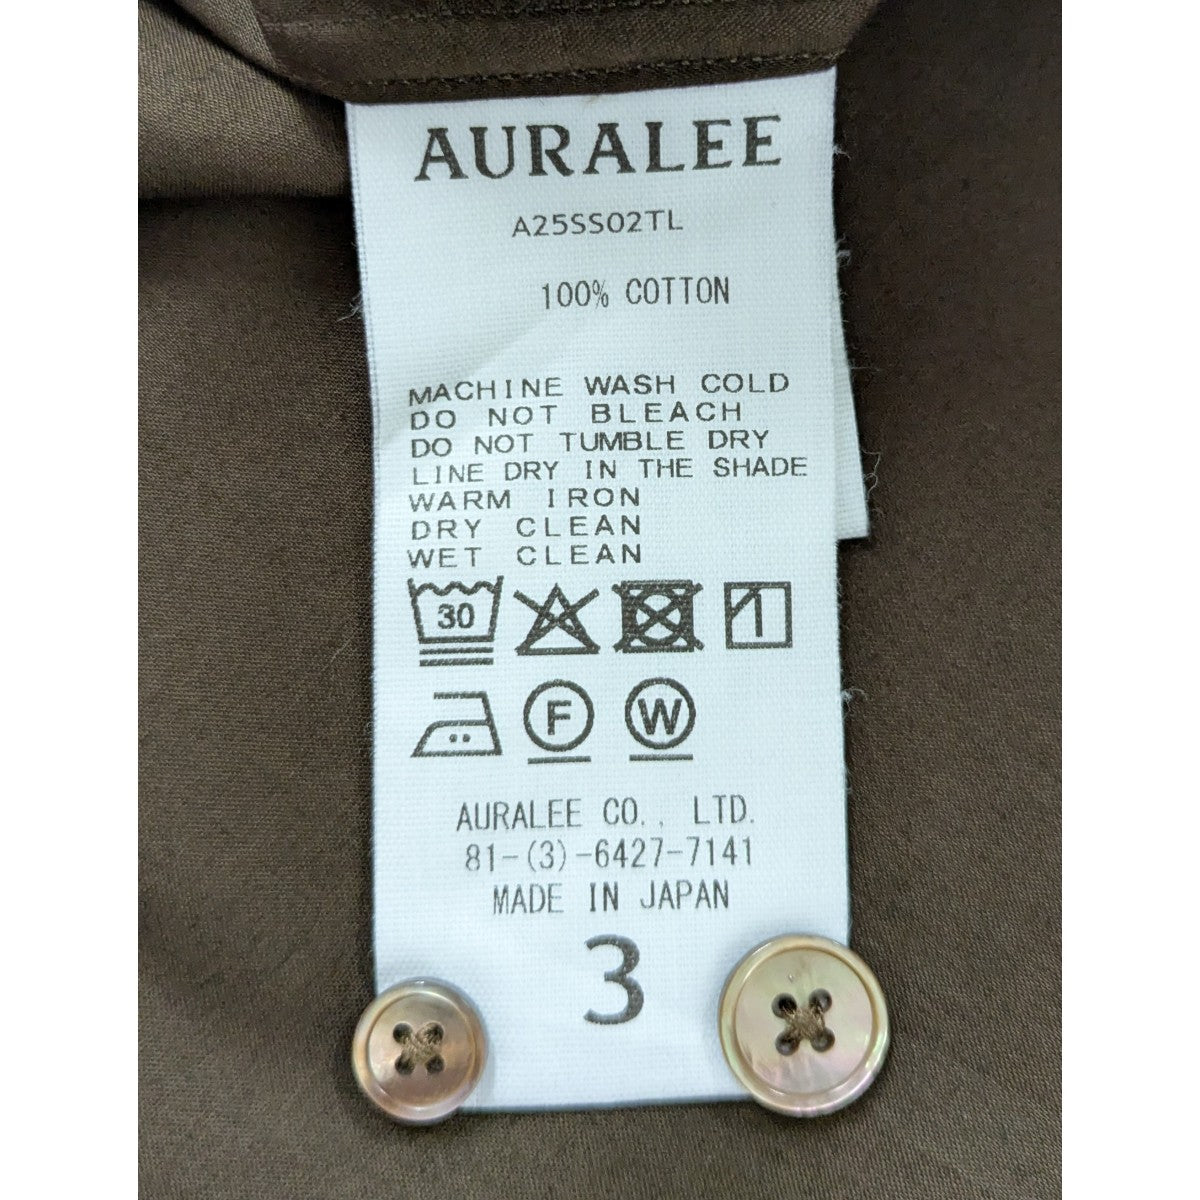 AURALEE
A25SS02TL
100% COTTON
MACHINE WASH COLD
DO NOT BLEACH
DO NOT TUMBLE DRY
LINE DRY IN THE SHADE
WARM IRON
DRY CLEAN
WET CLEAN
30
F W
AURALEE CO., LTD.
81-(3)-6427-7141
MADE IN JAPAN
3